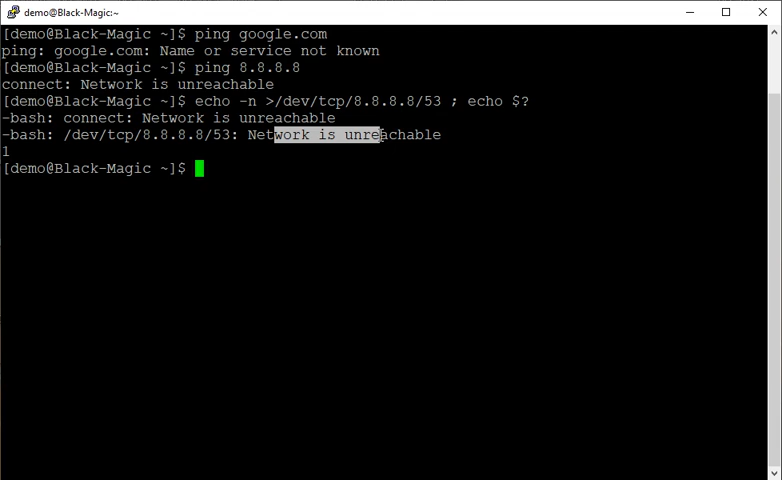 demo@Black-Magic:~
[demo@Black-Magic ~]$ ping google.com
ping: google.com: Name or service not known
[demo@Black-Magic ~]$ ping 8.8.8.8
connect: Network is unreachable
[demo@Black-Magic ~]$ echo -n >/dev/tcp/8.8.8.8/53 ; echo $?
-bash: connect: Network is unreachable
-bash: /dev/tcp/8.8.8.8/53: Network is unreachable
1
[demo@Black-Magic ~]$